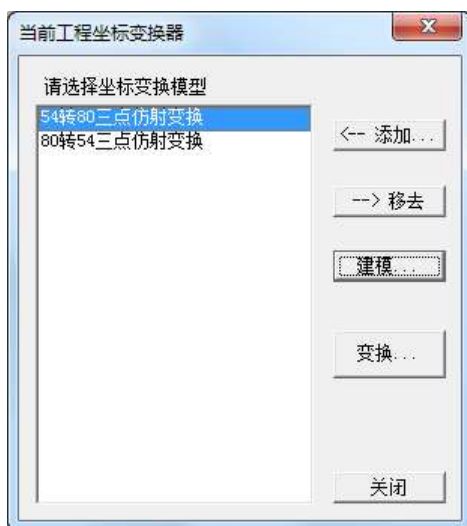 当前工程坐标变换器
请选择坐标变换模型
54转80三点仿射变换
80转54三点仿射变换
<-- 添加...
--> 移去
建模...
变换...
关闭